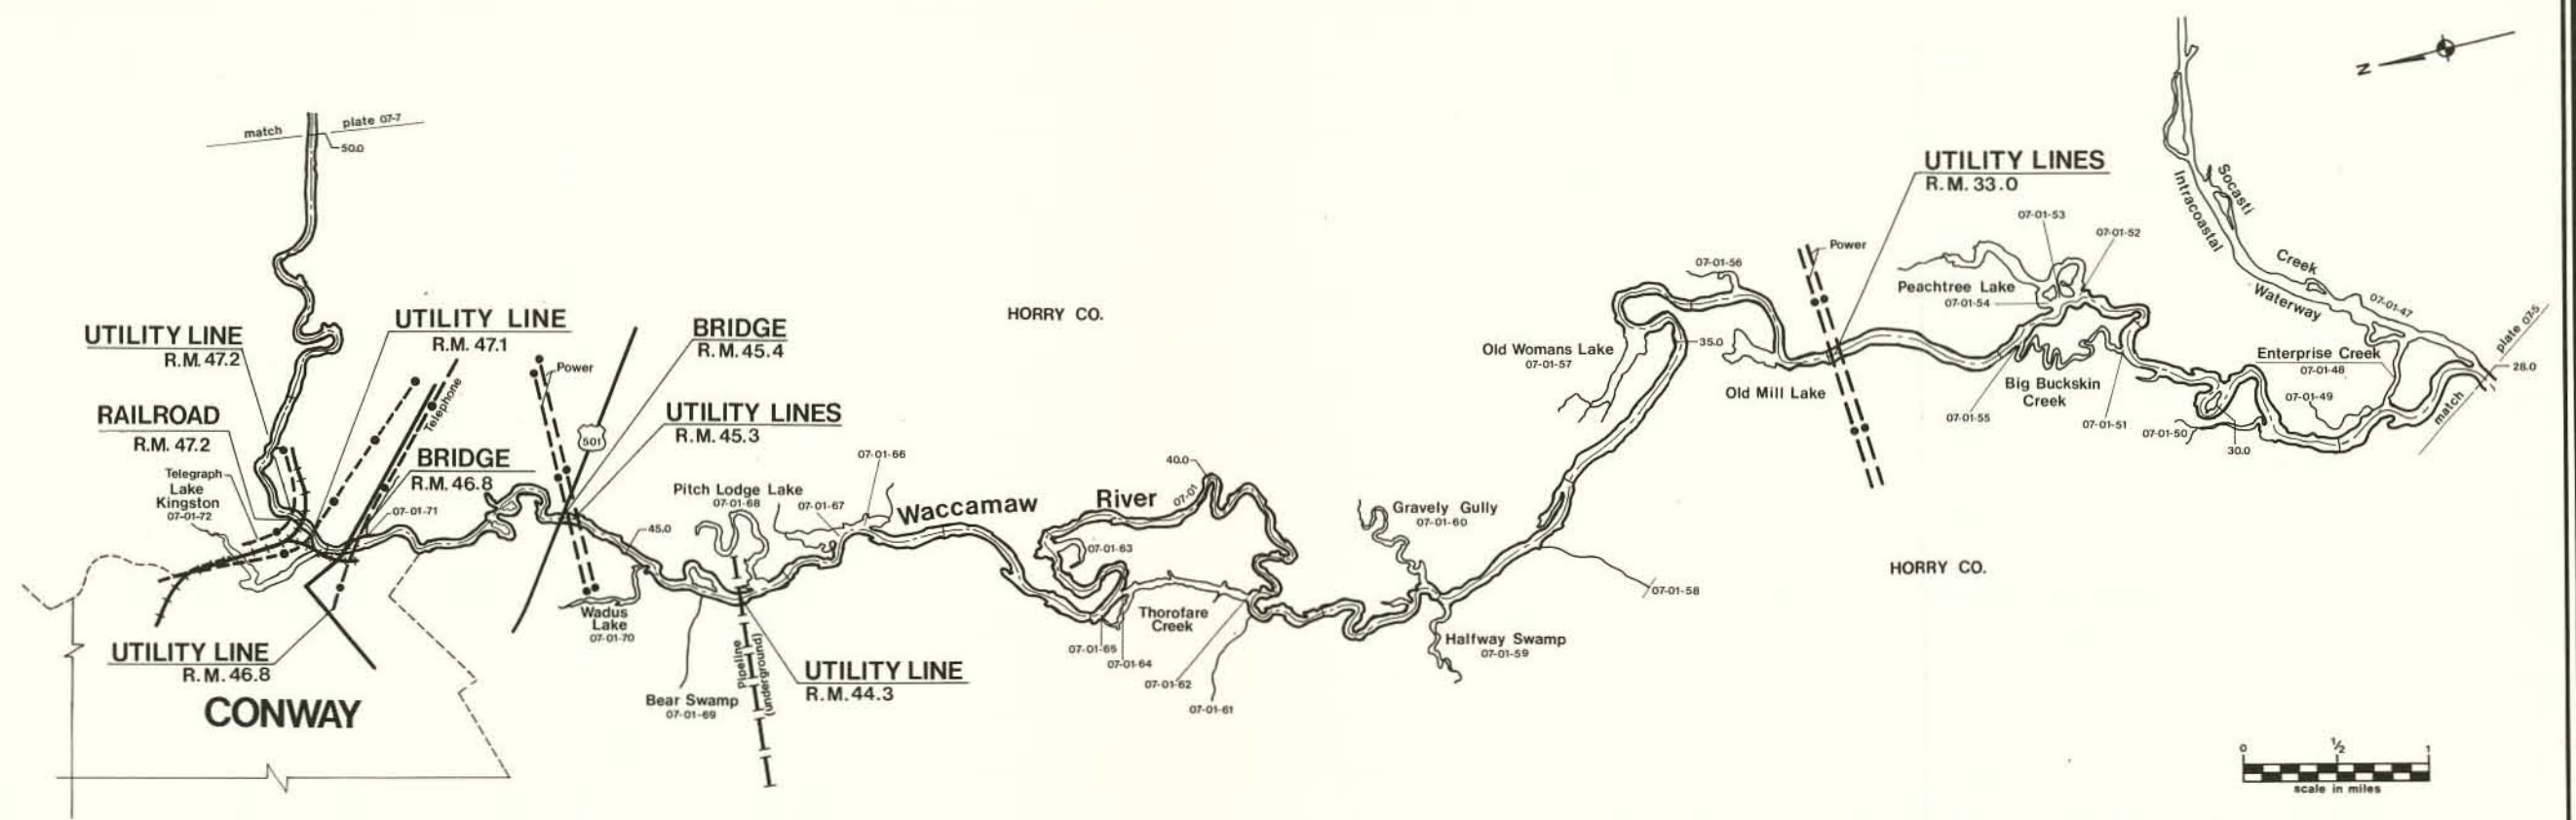 N
match plate 07-7
50.0
UTILITY LINES
R.M. 33.0
Socasti
Creek
Intracoastal
Waterway
07-01-47
07-01-53
07-01-52
Power
07-01-56
Peachtree Lake
07-01-54
plate 07-5
28.0
match
Enterprise Creek
07-01-48
07-01-49
07-01-50
30.0
07-01-51
Big Buckskin
Creek
07-01-55
Old Mill Lake
35.0
Old Womans Lake
07-01-57
HORRY CO.
UTILITY LINE
R.M. 47.2
UTILITY LINE
R.M. 47.1
BRIDGE
R.M. 45.4
Power
Telephone
501
UTILITY LINES
R.M. 45.3
RAILROAD
R.M. 47.2
BRIDGE
R.M. 46.8
Telegraph
Lake
Kingston
07-01-72
07-01-71
45.0
Pitch Lodge Lake
07-01-68
07-01-67
07-01-66
Waccamaw River
07-01
40.0
07-01-63
Gravely Gully
07-01-60
07-01-58
HORRY CO.
Thorofare
Creek
Halfway Swamp
07-01-59
07-01-65
07-01-64
07-01-62
07-01-61
Wadus
Lake
07-01-70
Pipeline
(underground)
UTILITY LINE
R.M. 44.3
Bear Swamp
07-01-69
UTILITY LINE
R.M. 46.8
CONWAY
0 1/2 1
scale in miles